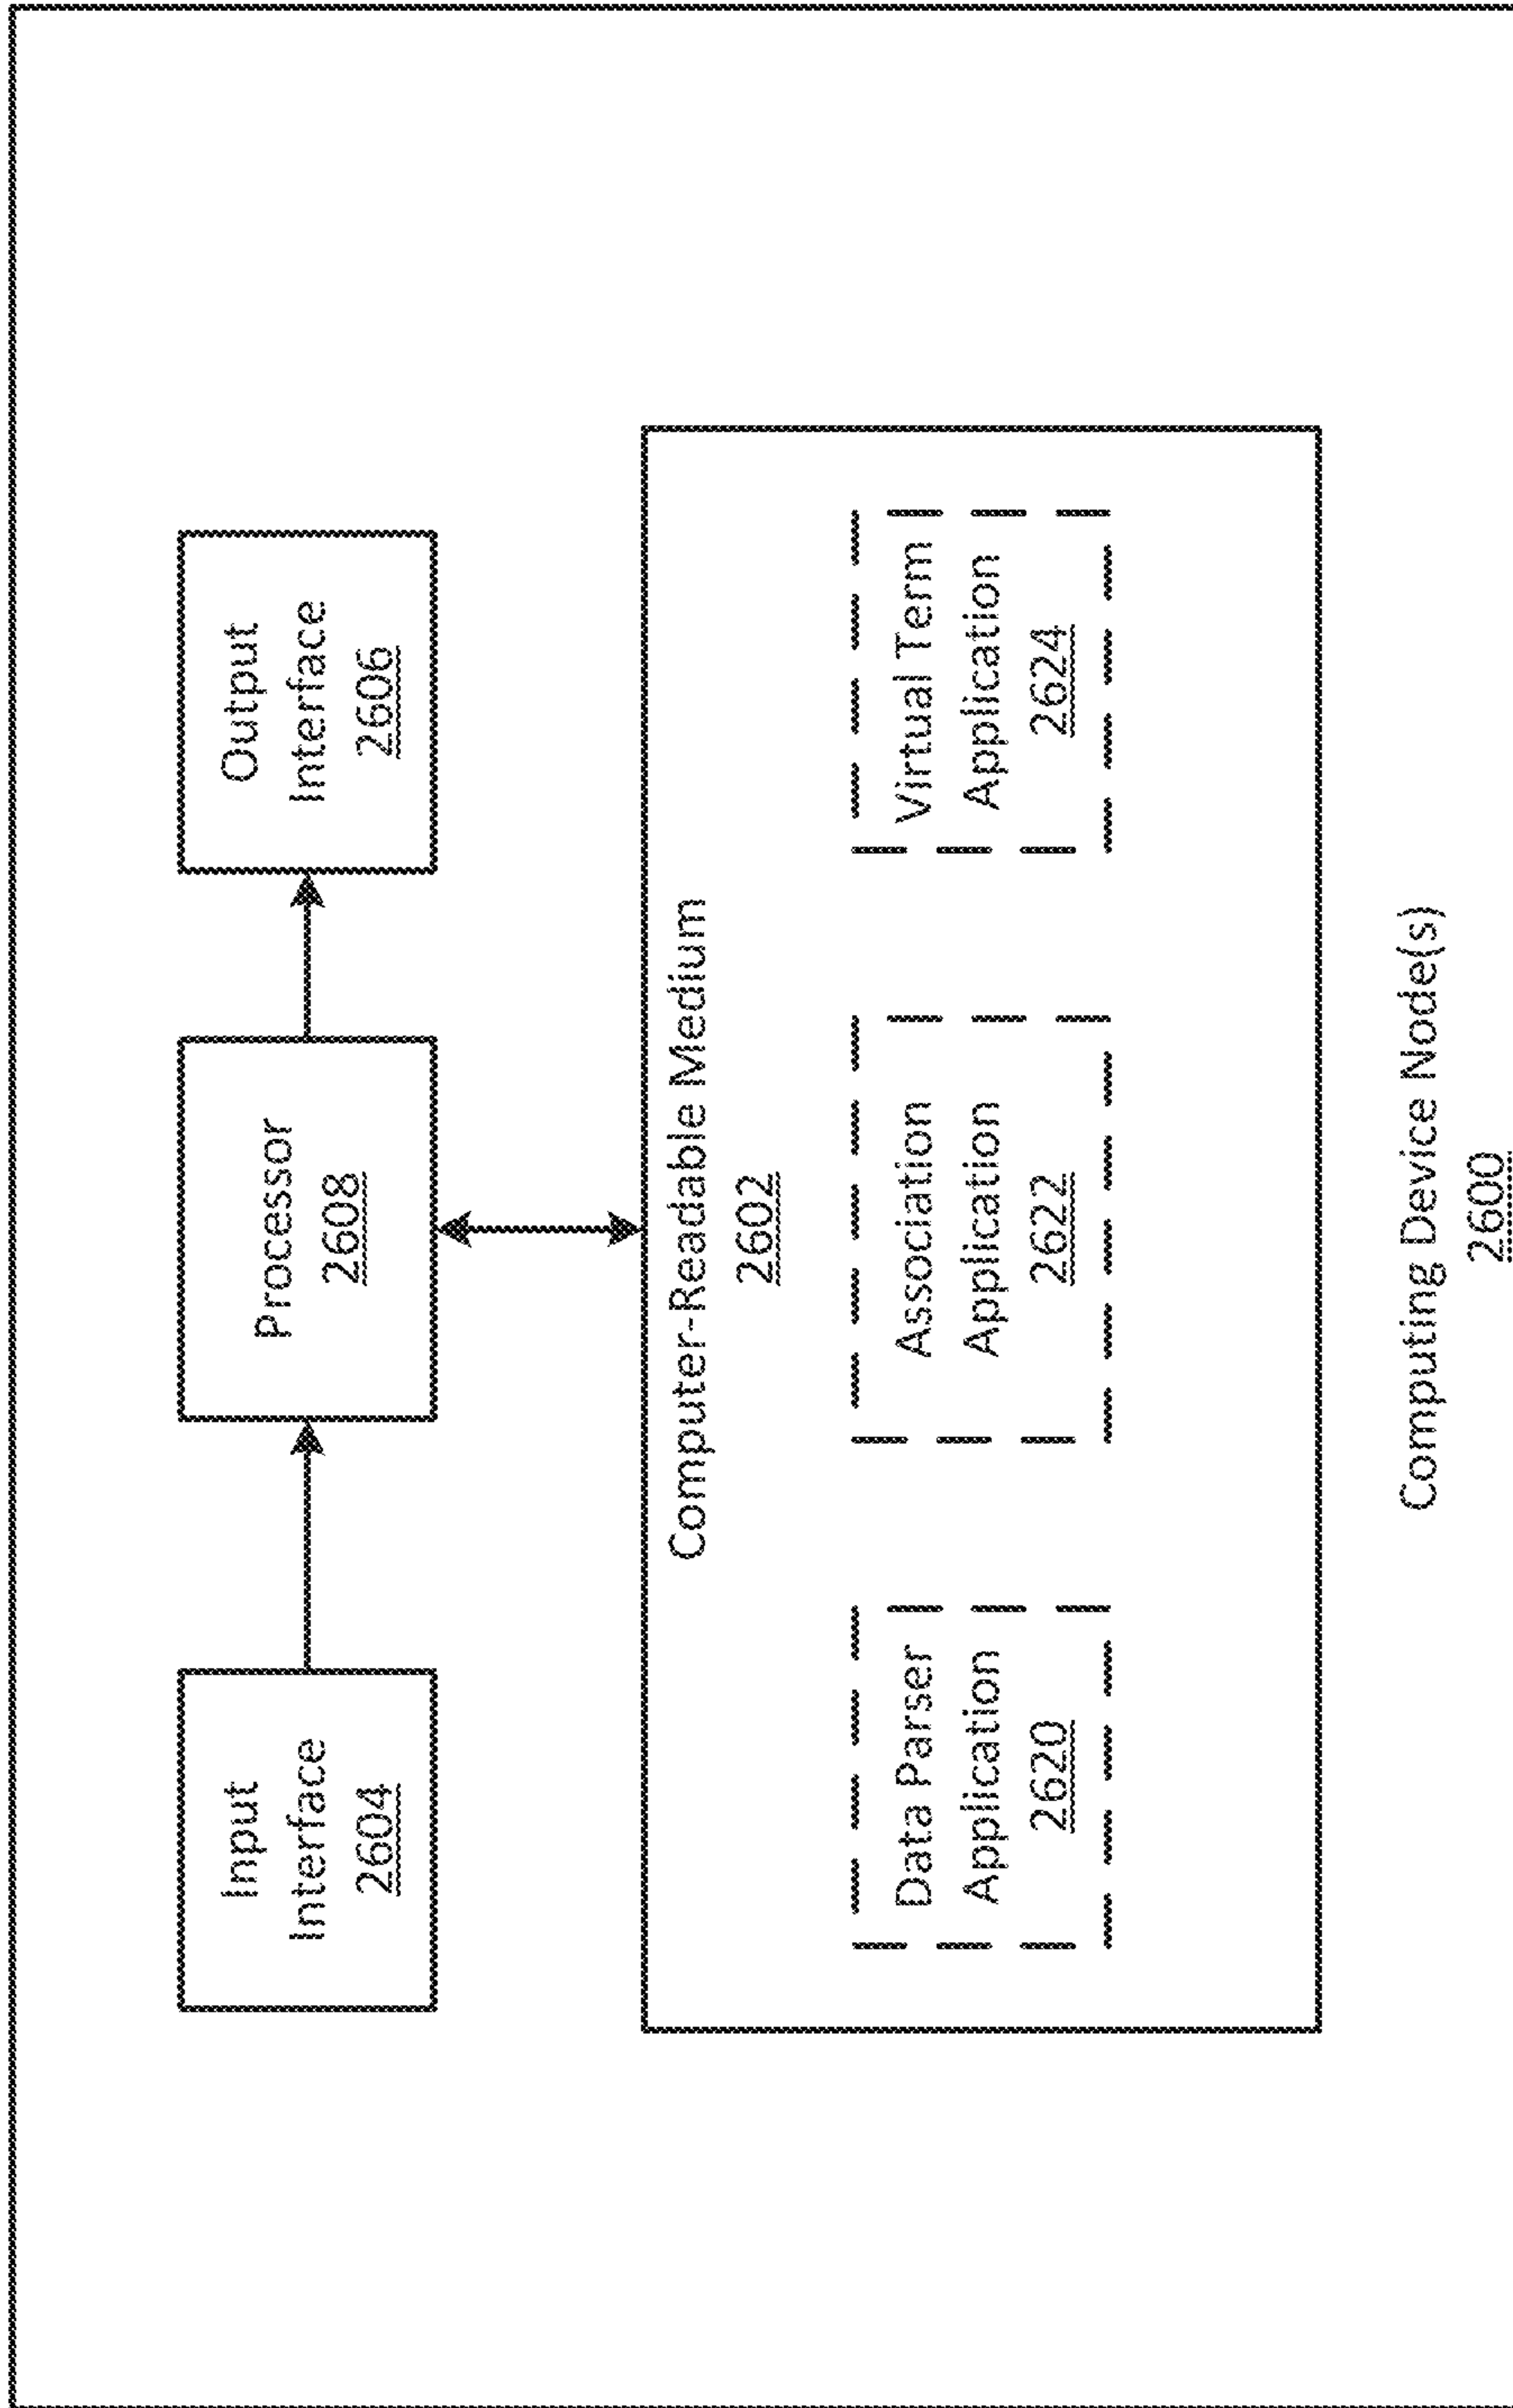 Input
Interface
2604
Processor
2608
Output
Interface
2606
Computer-Readable Medium
2602
Data Parser
Application
2620
Association
Application
2622
Virtual Term
Application
2624
Computing Device Node(s)
2600